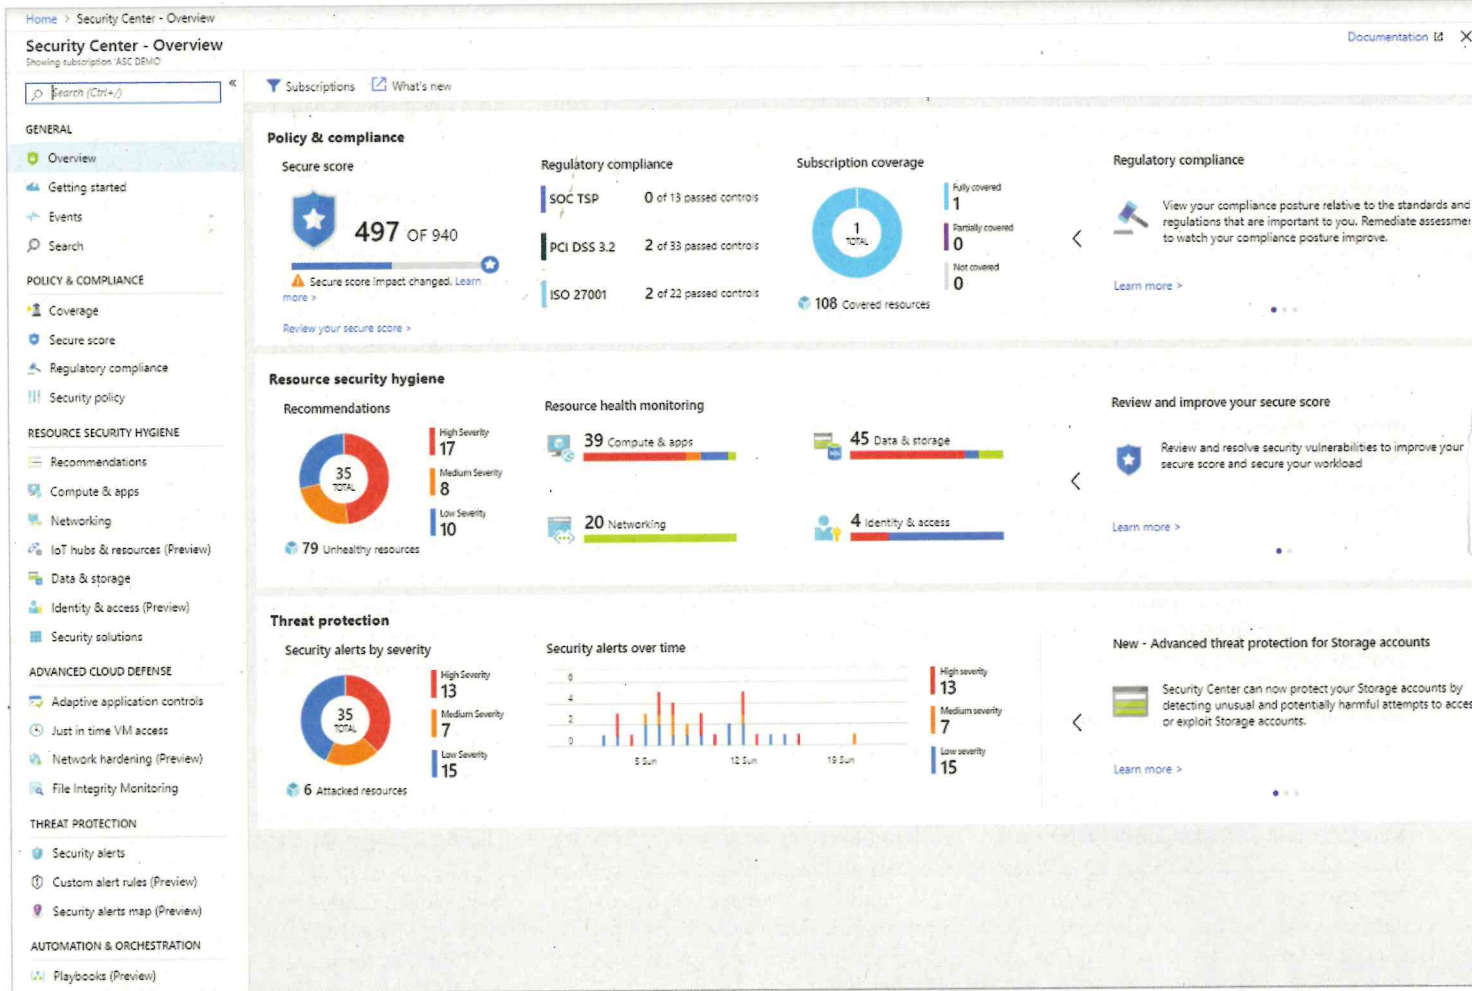 Home > Security Center - Overview
Security Center - Overview
Showing subscription 'ASC DEMO'
Documentation
Search (Ctrl+/)
«
Subscriptions
What's new
GENERAL
Overview
Getting started
Events
Search
POLICY & COMPLIANCE
Coverage
Secure score
Regulatory compliance
Security policy
RESOURCE SECURITY HYGIENE
Recommendations
Compute & apps
Networking
IoT hubs & resources (Preview)
Data & storage
Identity & access (Preview)
Security solutions
ADVANCED CLOUD DEFENSE
Adaptive application controls
Just in time VM access
Network hardening (Preview)
File Integrity Monitoring
THREAT PROTECTION
Security alerts
Custom alert rules (Preview)
Security alerts map (Preview)
AUTOMATION & ORCHESTRATION
Playbooks (Preview)
Policy & compliance
Secure score
497 OF 940
Secure score impact changed. Learn
more >
Review your secure score >
Regulatory compliance
SOC TSP 0 of 13 passed controls
PCI DSS 3.2 2 of 33 passed controls
ISO 27001 2 of 22 passed controls
Subscription coverage
1
TOTAL
Fully covered
1
Partially covered
0
Not covered
0
108 Covered resources
Regulatory compliance
View your compliance posture relative to the standards and
regulations that are important to you. Remediate assessmer
to watch your compliance posture improve.
Learn more >
Resource security hygiene
Recommendations
35
TOTAL
High Severity
17
Medium Severity
8
Low Severity
10
79 Unhealthy resources
Resource health monitoring
39 Compute & apps
45 Data & storage
20 Networking
4 Identity & access
Review and improve your secure score
Review and resolve security vulnerabilities to improve your
secure score and secure your workload
Learn more >
Threat protection
Security alerts by severity
35
TOTAL
High Severity
13
Medium Severity
7
Low Severity
15
6 Attacked resources
Security alerts over time
6
4
2
0
5 Sun
12 Sun
19 Sun
High severity
13
Medium severity
7
Low severity
15
New - Advanced threat protection for Storage accounts
Security Center can now protect your Storage accounts by
detecting unusual and potentially harmful attempts to acces
or exploit Storage accounts.
Learn more >